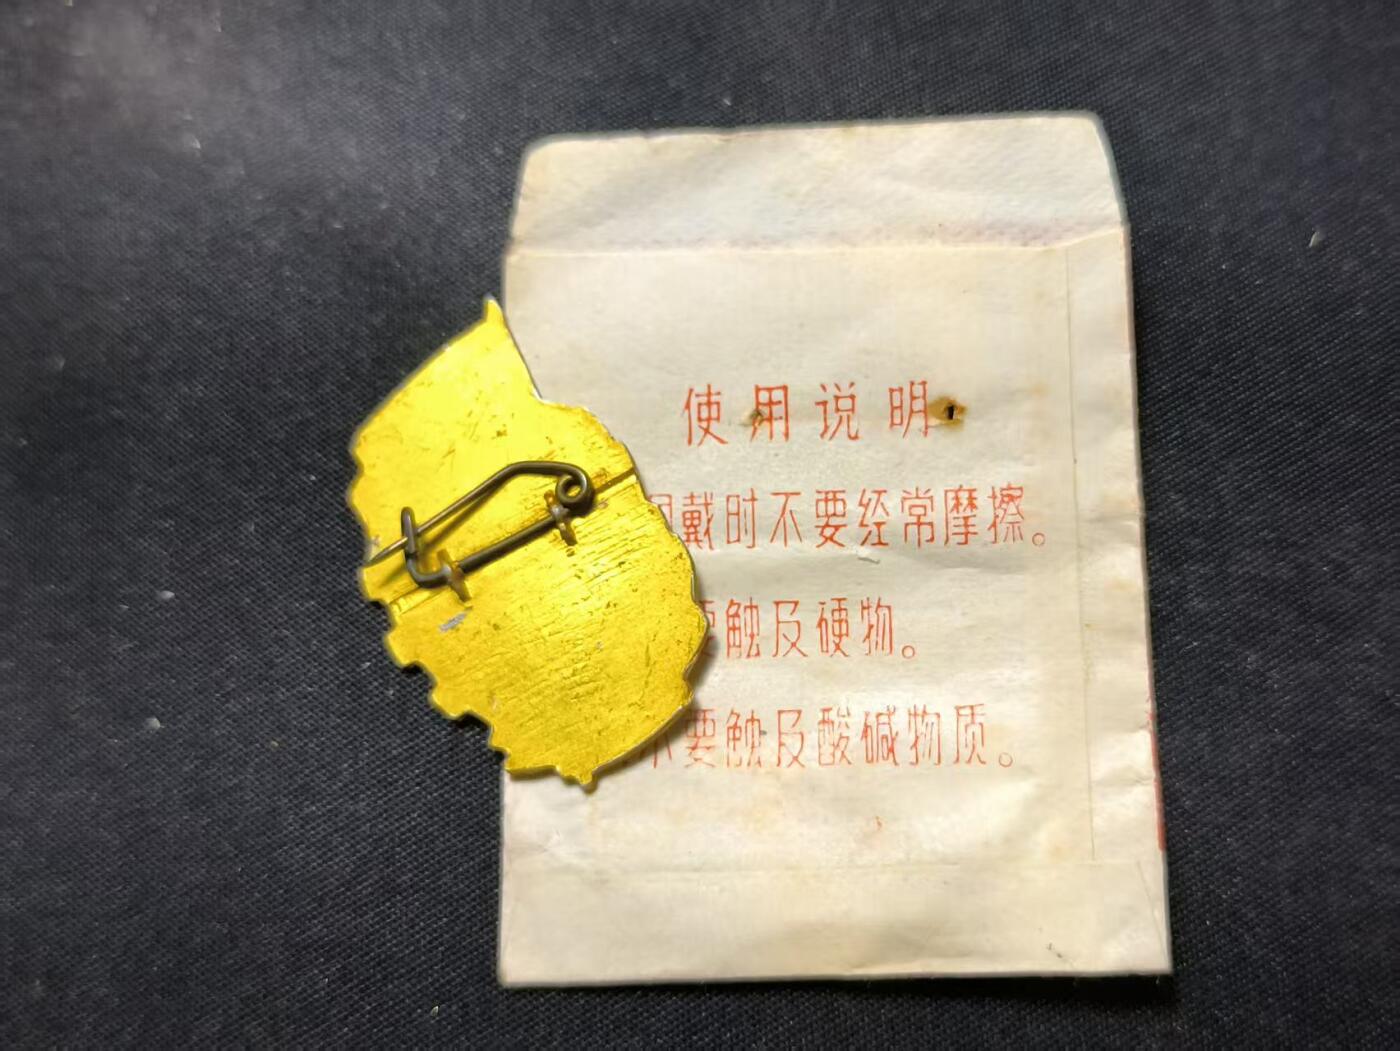 使用说明
戴时不要经常摩擦。
要触及硬物。
不要触及酸碱物质。